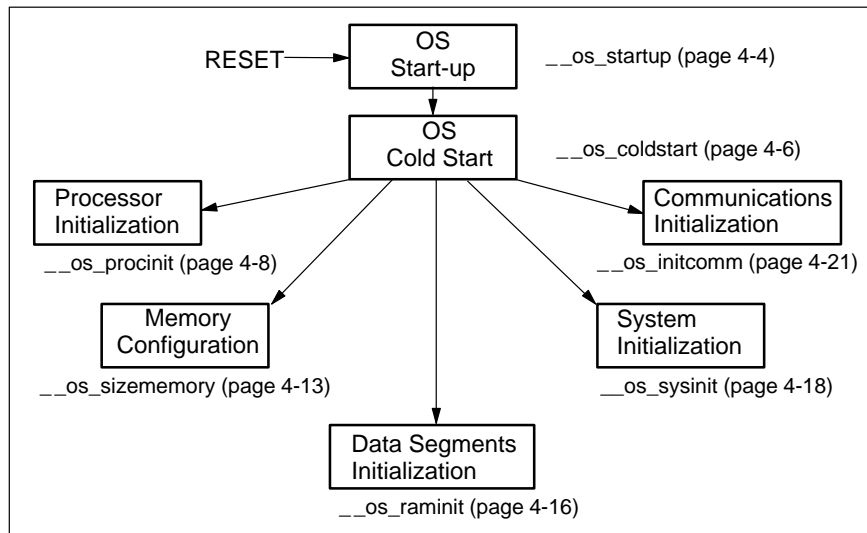 RESET
OS
Start-up
__os_startup (page 4-4)
OS
Cold Start
__os_coldstart (page 4-6)
Processor
Initialization
__os_procinit (page 4-8)
Communications
Initialization
__os_initcomm (page 4-21)
Memory
Configuration
__os_sizememory (page 4-13)
System
Initialization
__os_sysinit (page 4-18)
Data Segments
Initialization
__os_raminit (page 4-16)